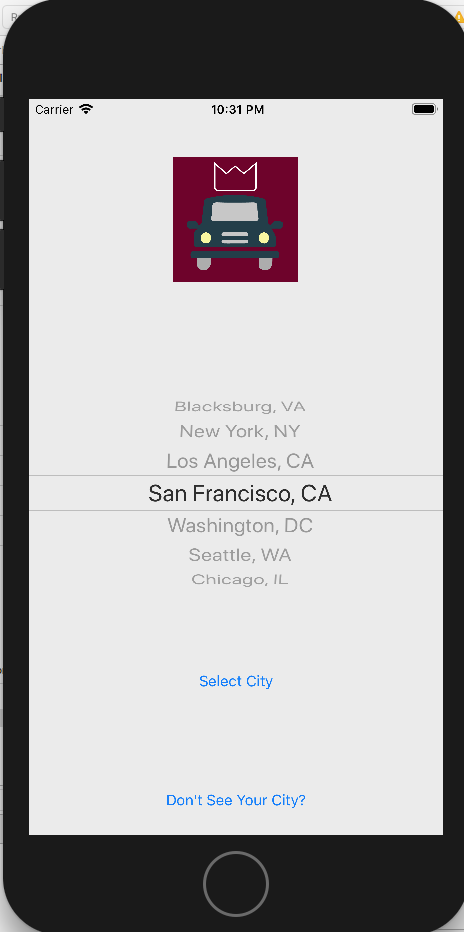 Carrier
10:31 PM
Blacksburg, VA
New York, NY
Los Angeles, CA
San Francisco, CA
Washington, DC
Seattle, WA
Chicago, IL
Select City
Don't See Your City?